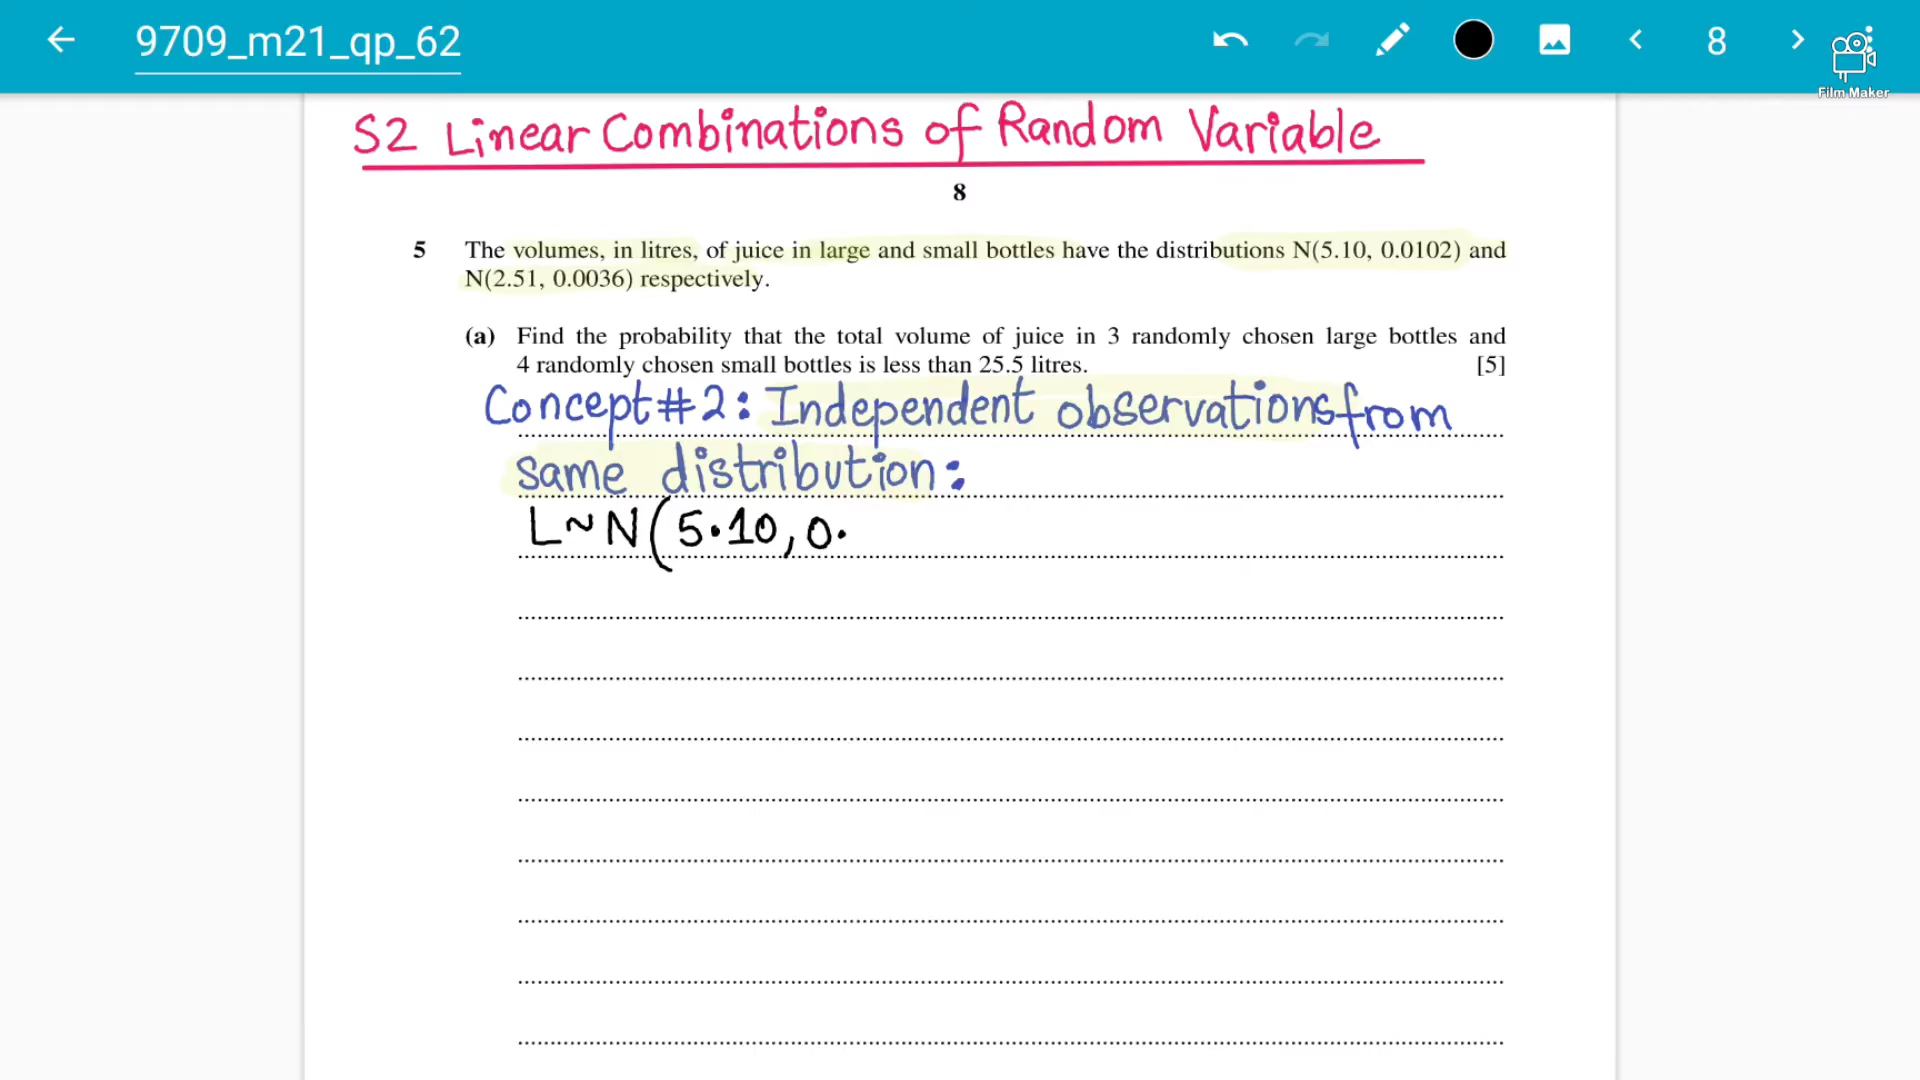 9709_m21_qp_62
8
Film Maker
S2 Linear Combinations of Random Variable
8
5 The volumes, in litres, of juice in large and small bottles have the distributions N(5.10, 0.0102) and
N(2.51, 0.0036) respectively.
(a) Find the probability that the total volume of juice in 3 randomly chosen large bottles and
4 randomly chosen small bottles is less than 25.5 litres. [5]
Concept#2: Independent observations from
same distribution:
L~N(5.10, 0.